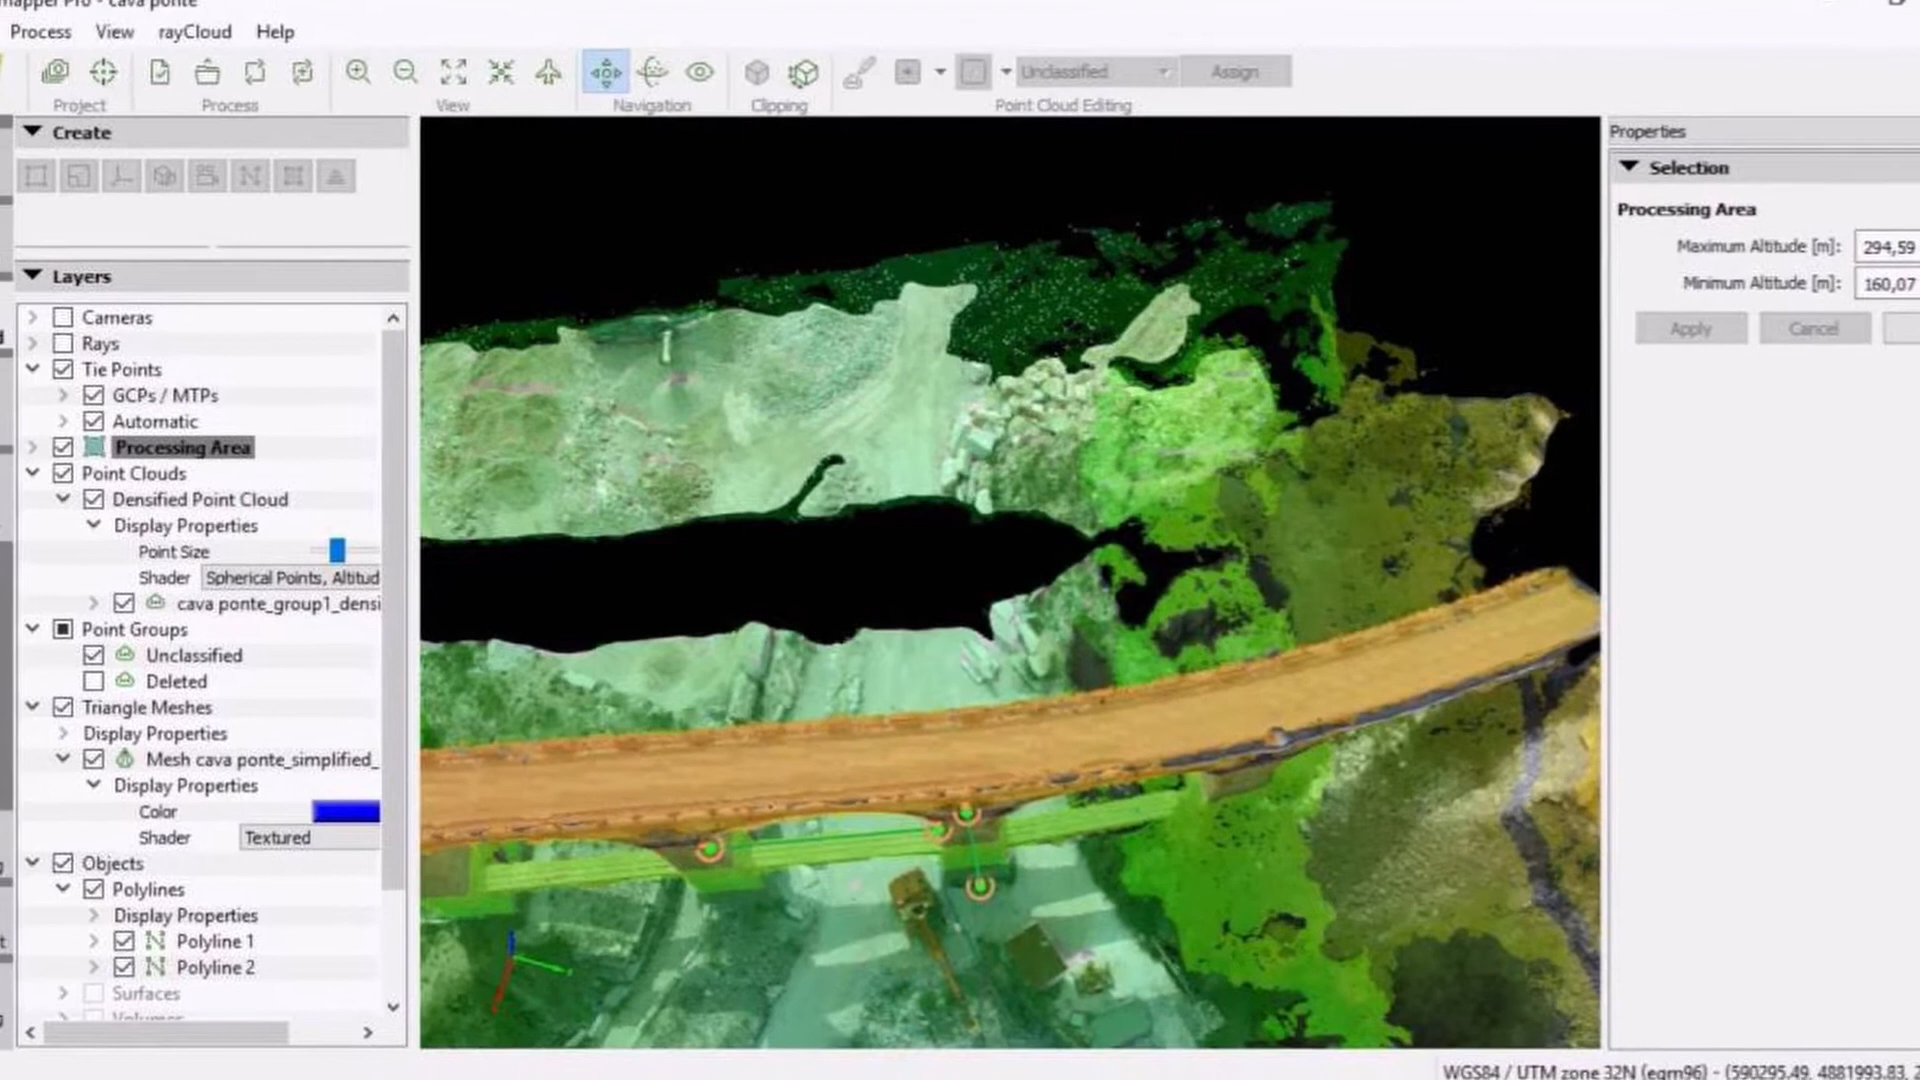 cava ponte
Process View rayCloud Help
Unclassified Assign
Project Process View Navigation Clipping Point Cloud Editing
Create
Layers
Cameras
Rays
Tie Points
GCPs / MTPs
Automatic
Processing Area
Point Clouds
Densified Point Cloud
Display Properties
Point Size
Shader Spherical Points, Altitud
cava ponte_group1_densi
Point Groups
Unclassified
Deleted
Triangle Meshes
Display Properties
Mesh cava ponte_simplified_
Display Properties
Color
Shader Textured
Objects
Polylines
Display Properties
Polyline 1
Polyline 2
Surfaces
Properties
Selection
Processing Area
Maximum Altitude [m]: 294,59
Minimum Altitude [m]: 160,07
Apply Cancel
WGS84 / UTM zone 32N (egm96) - (590295.49, 4881993.83, 2